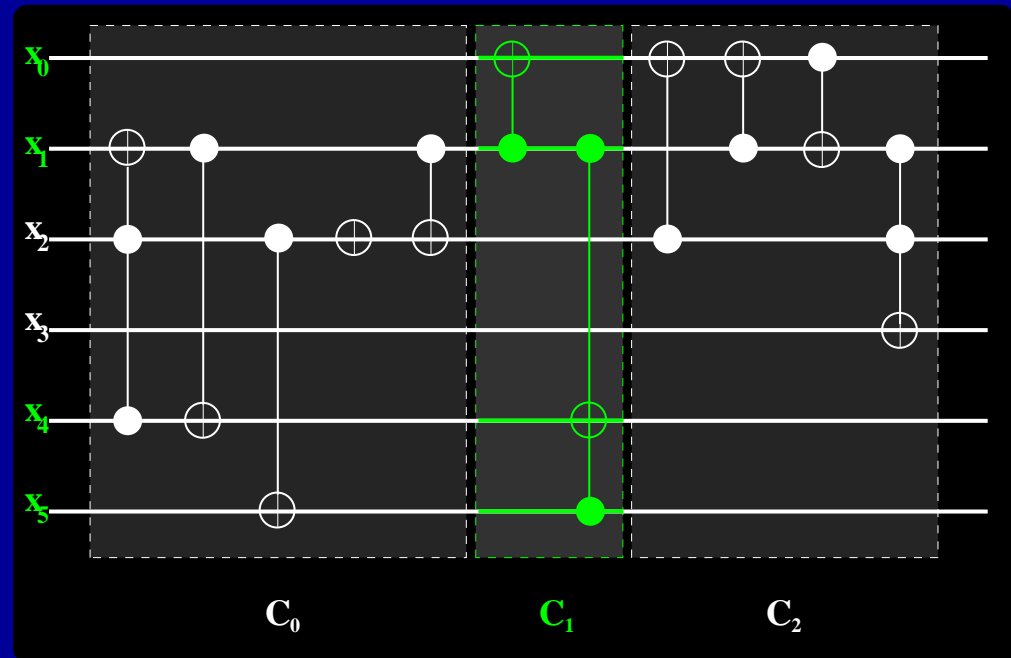 x₀
x₁
x₂
x₃
x₄
x₅
C₀ C₁ C₂